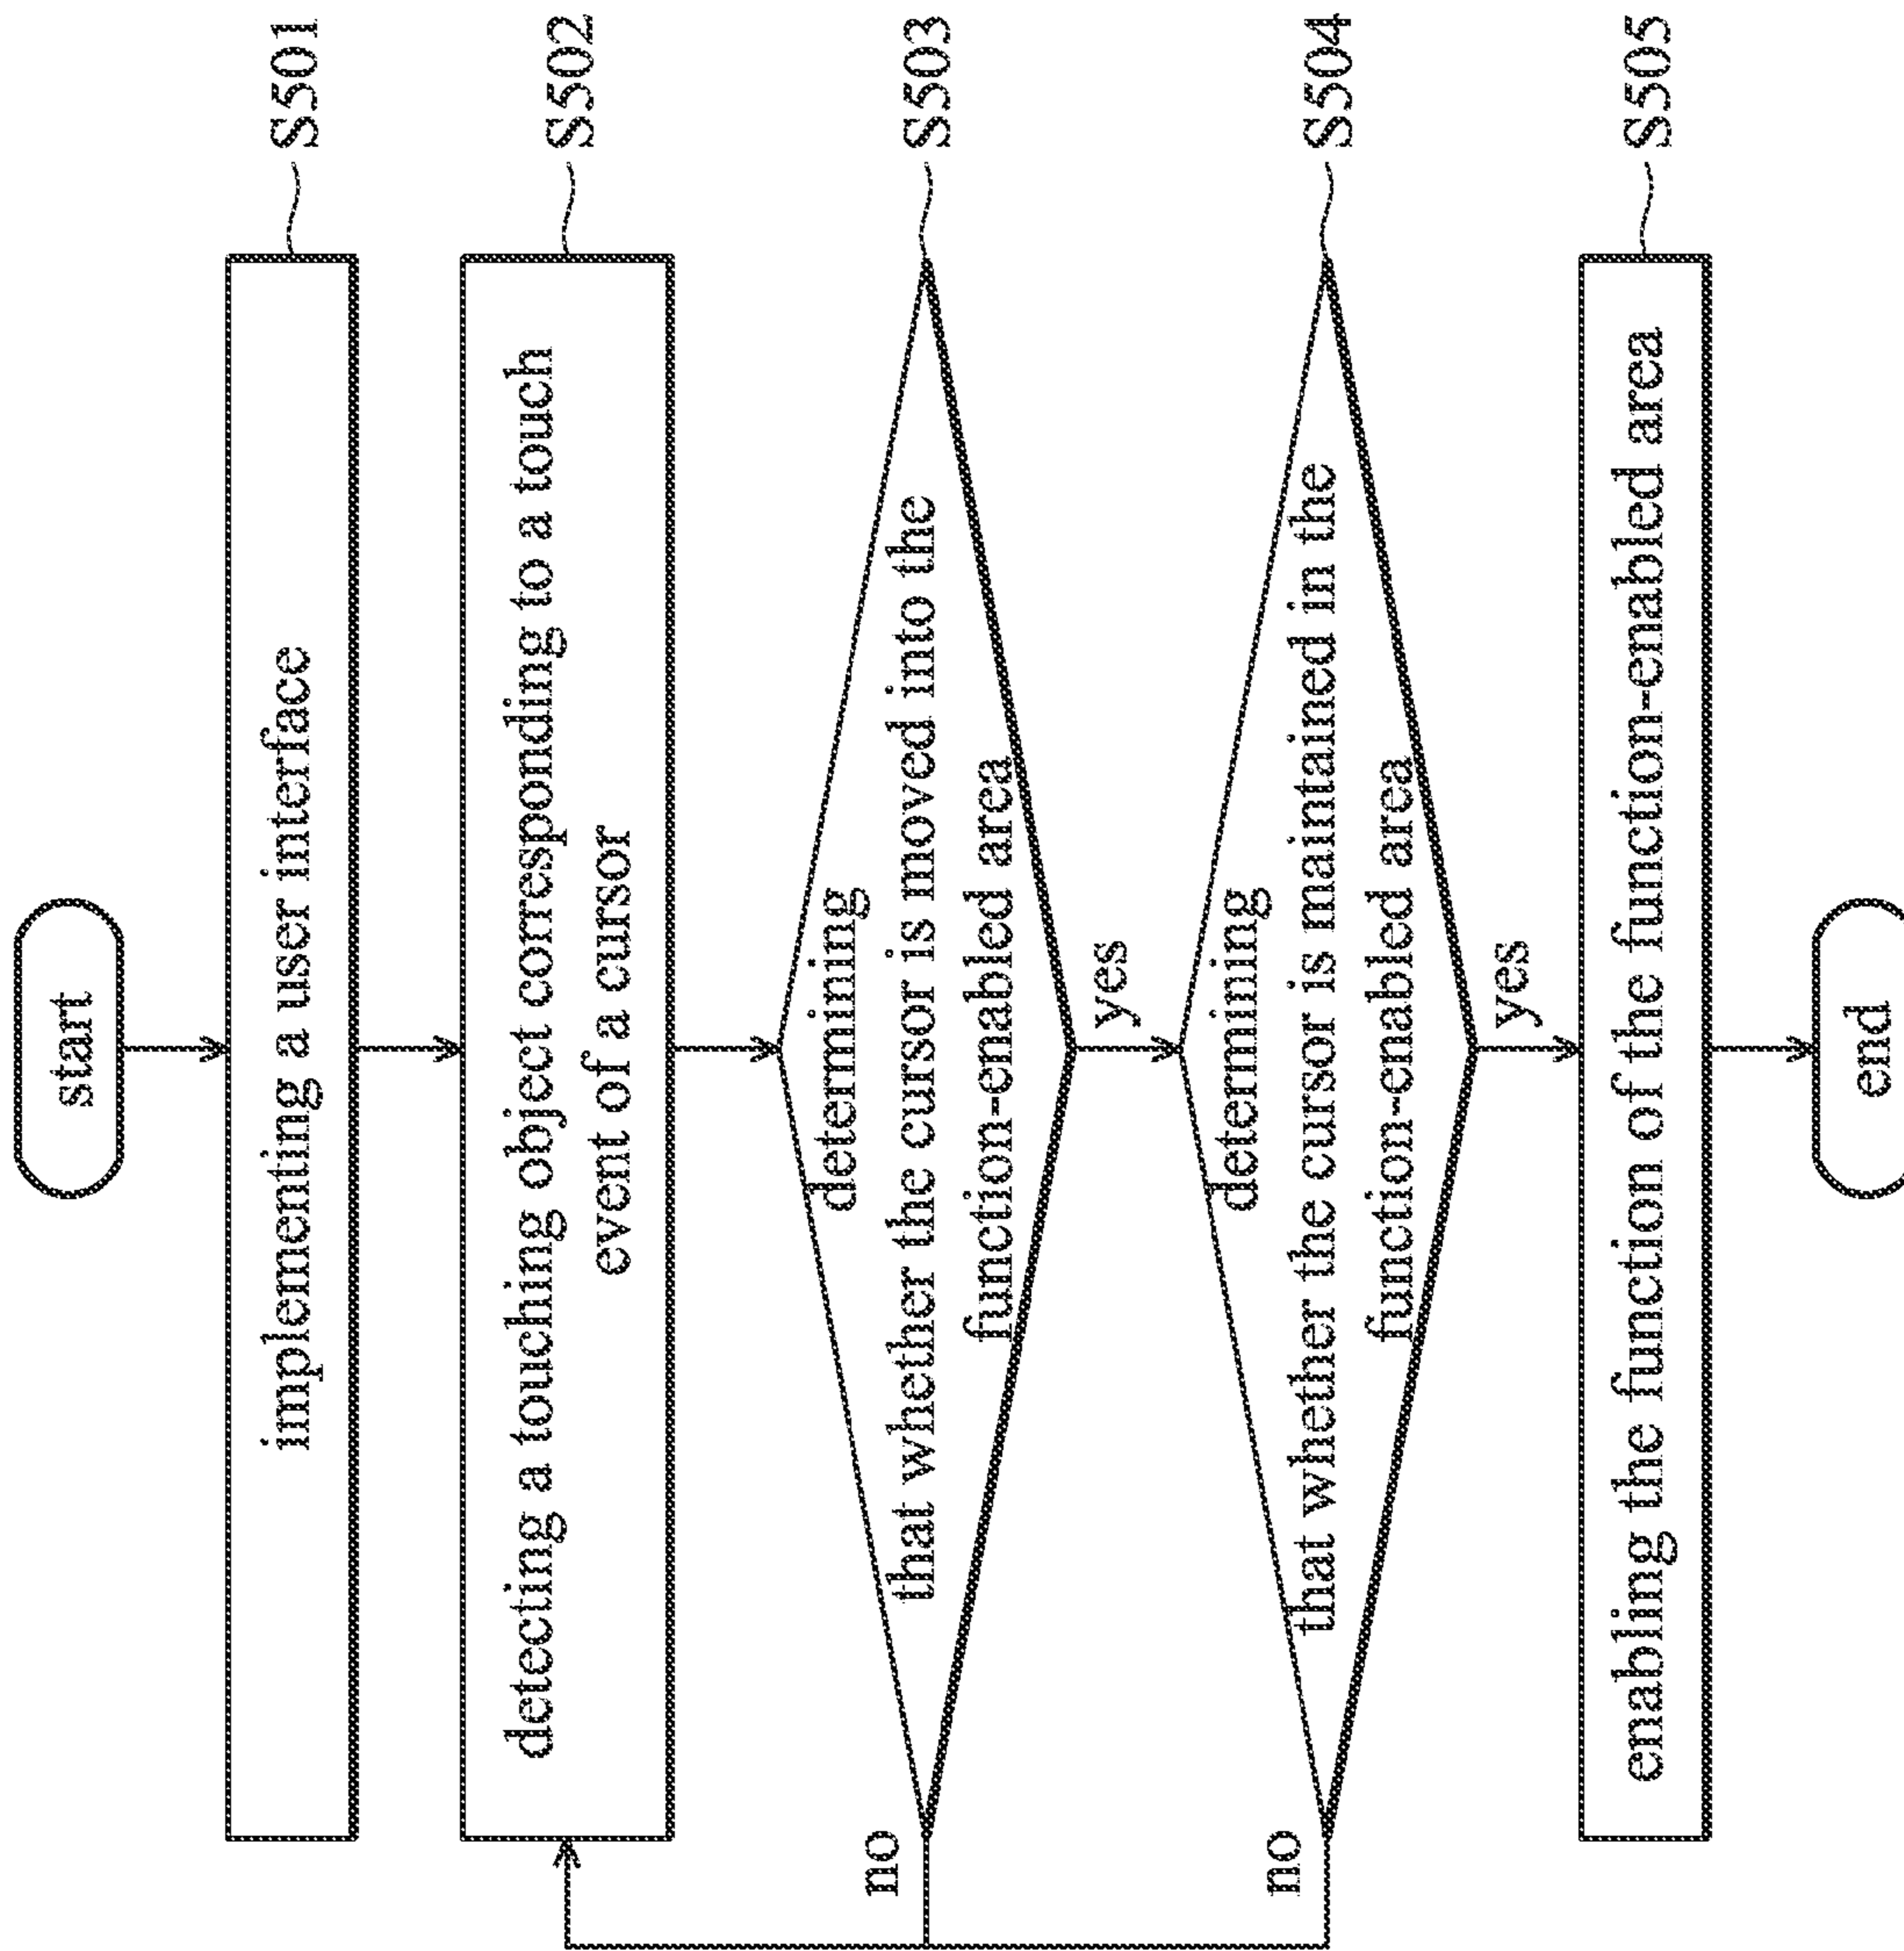 start
implementing a user interface
S501
detecting a touching object corresponding to a touch
event of a cursor
S502
determining
that whether the cursor is moved into the
function-enabled area
S503
no
yes
determining
that whether the cursor is maintained in the
function-enabled area
S504
no
yes
enabling the function of the function-enabled area
S505
end